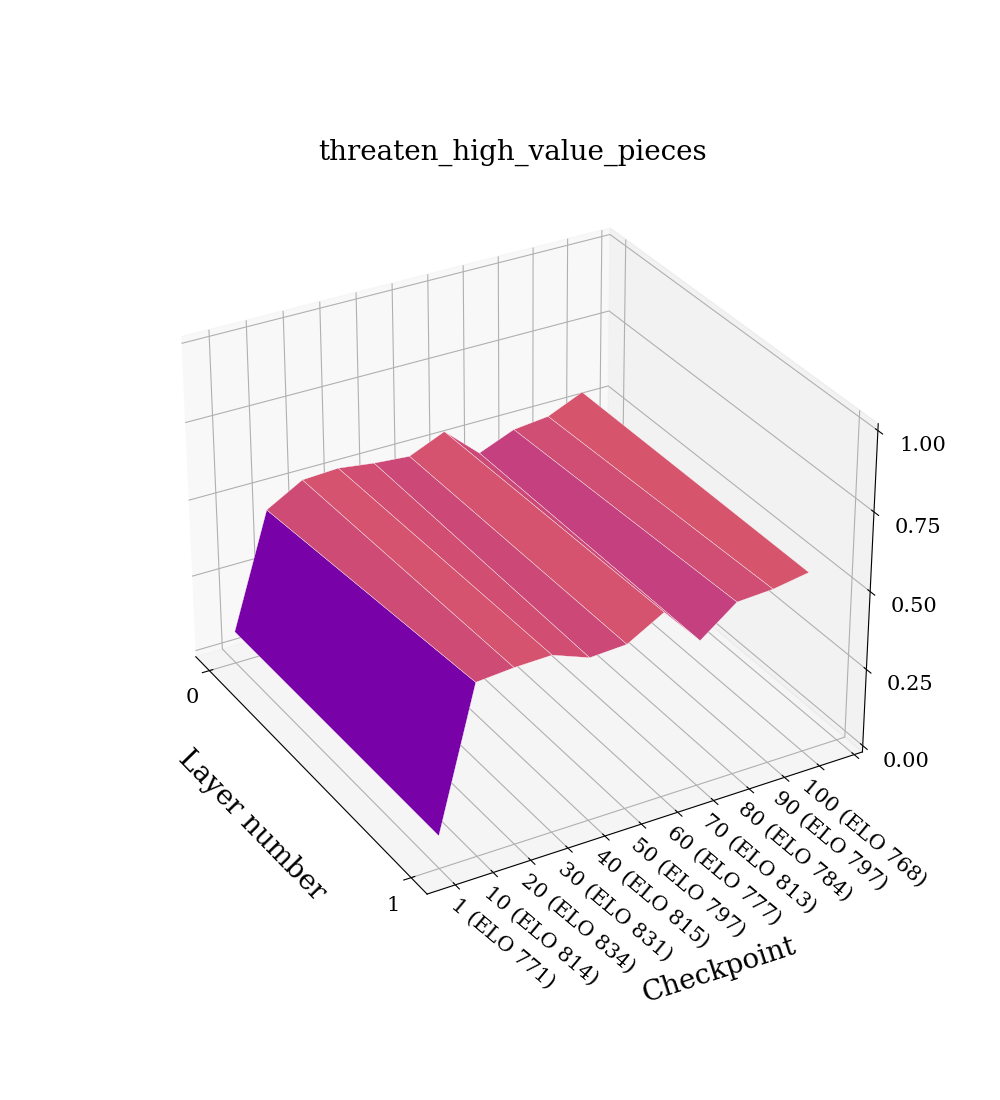 threaten_high_value_pieces
1.00
0.75
0.50
0.25
0.00
0
1
Layer number
1 (ELO 771)
10 (ELO 814)
20 (ELO 834)
30 (ELO 831)
40 (ELO 815)
50 (ELO 797)
60 (ELO 777)
70 (ELO 813)
80 (ELO 784)
90 (ELO 797)
100 (ELO 768)
Checkpoint